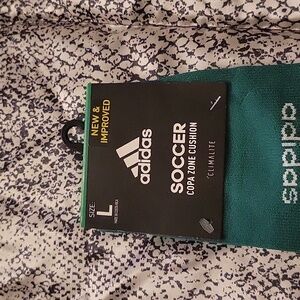 NEW &
IMPROVED
adidas
SOCCER
COPA ZONE CUSHION
CLIMALITE
SIZE:
L
adidas